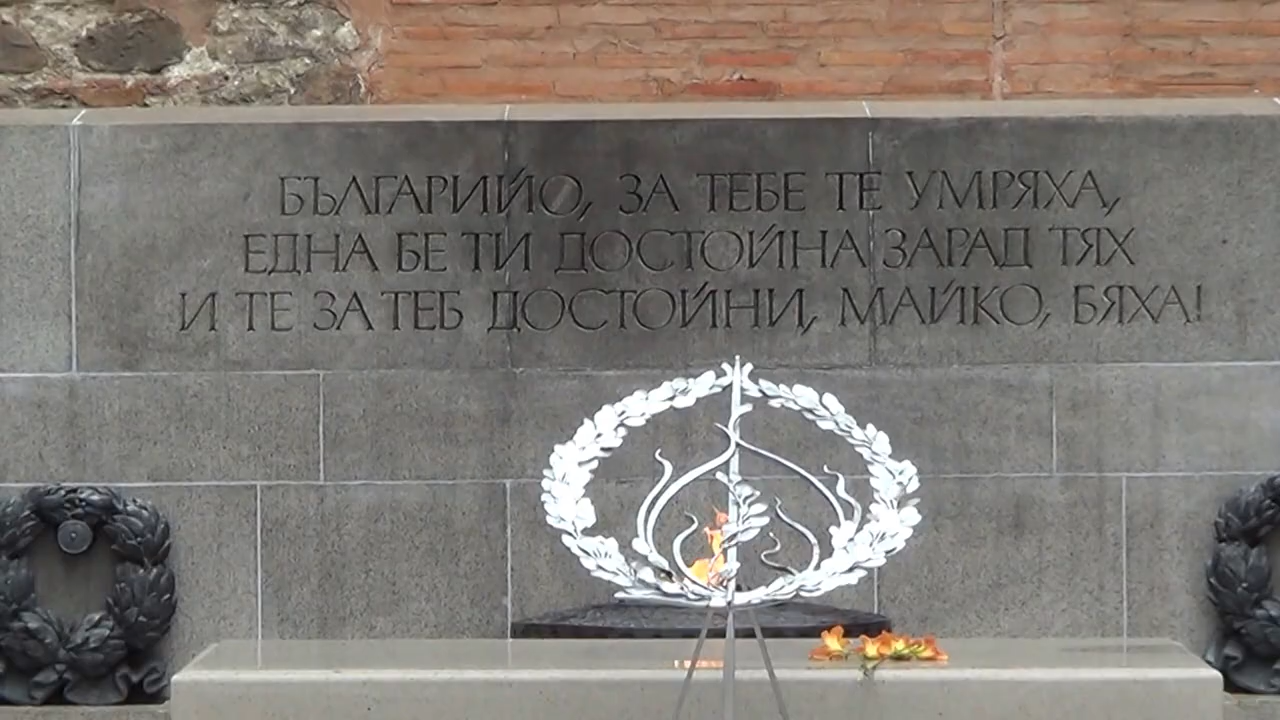 БЪЛГАРИЙО, ЗА ТЕБЕ ТЕ УМРЯХА,
ЕДНА БЕ ТИ ДОСТОЙНА ЗАРАД ТЯХ
И ТЕ ЗА ТЕБ ДОСТОЙНИ, МАЙКО, БЯХА!